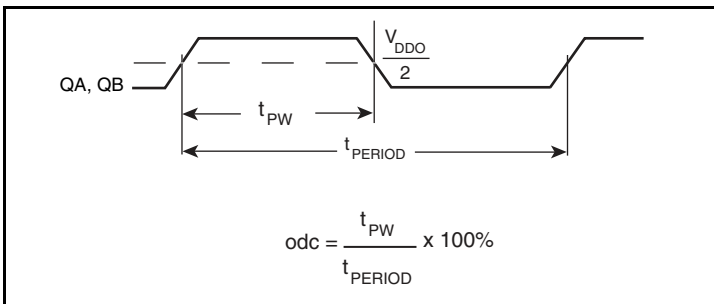 V_DDO
2
QA, QB
t_PW
t_PERIOD
odc = t_PW / t_PERIOD x 100%